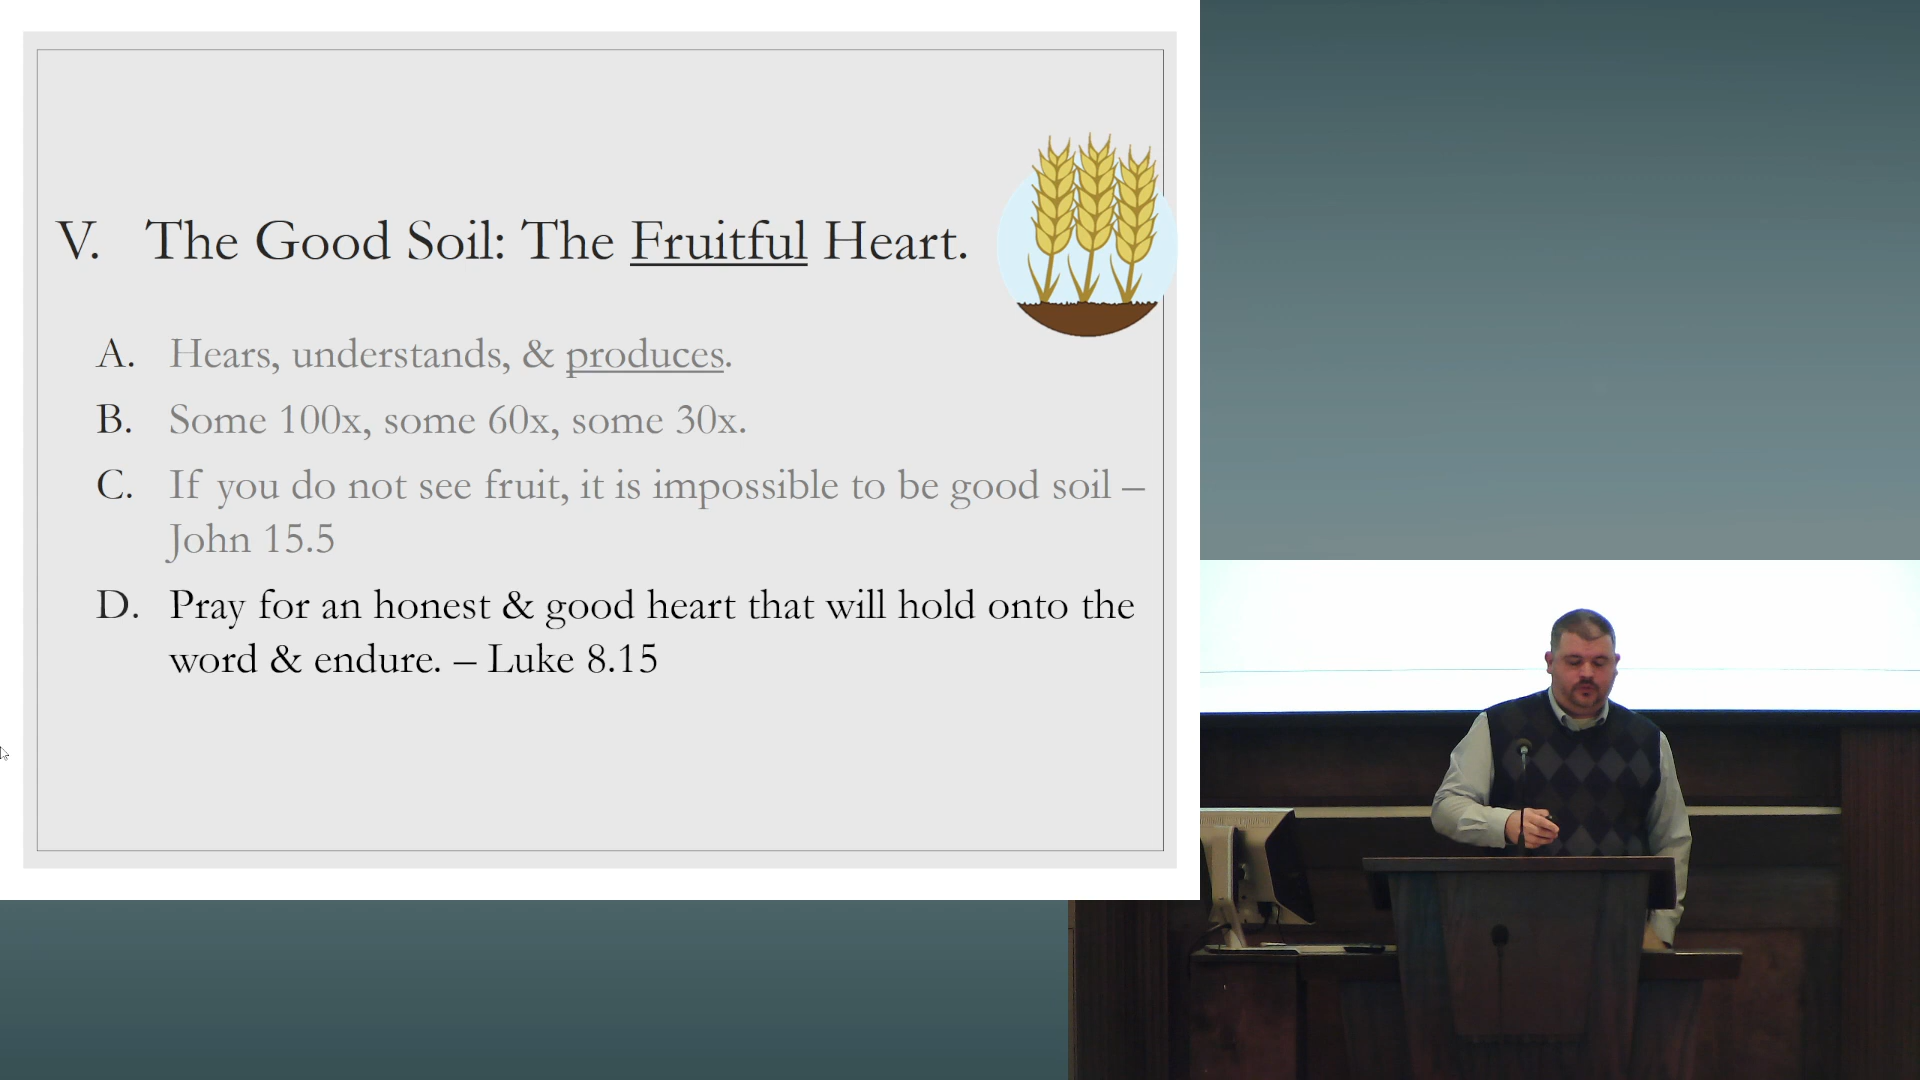 V. The Good Soil: The Fruitful Heart.
A. Hears, understands, & produces.
B. Some 100x, some 60x, some 30x.
C. If you do not see fruit, it is impossible to be good soil –
John 15.5
D. Pray for an honest & good heart that will hold onto the
word & endure. – Luke 8.15